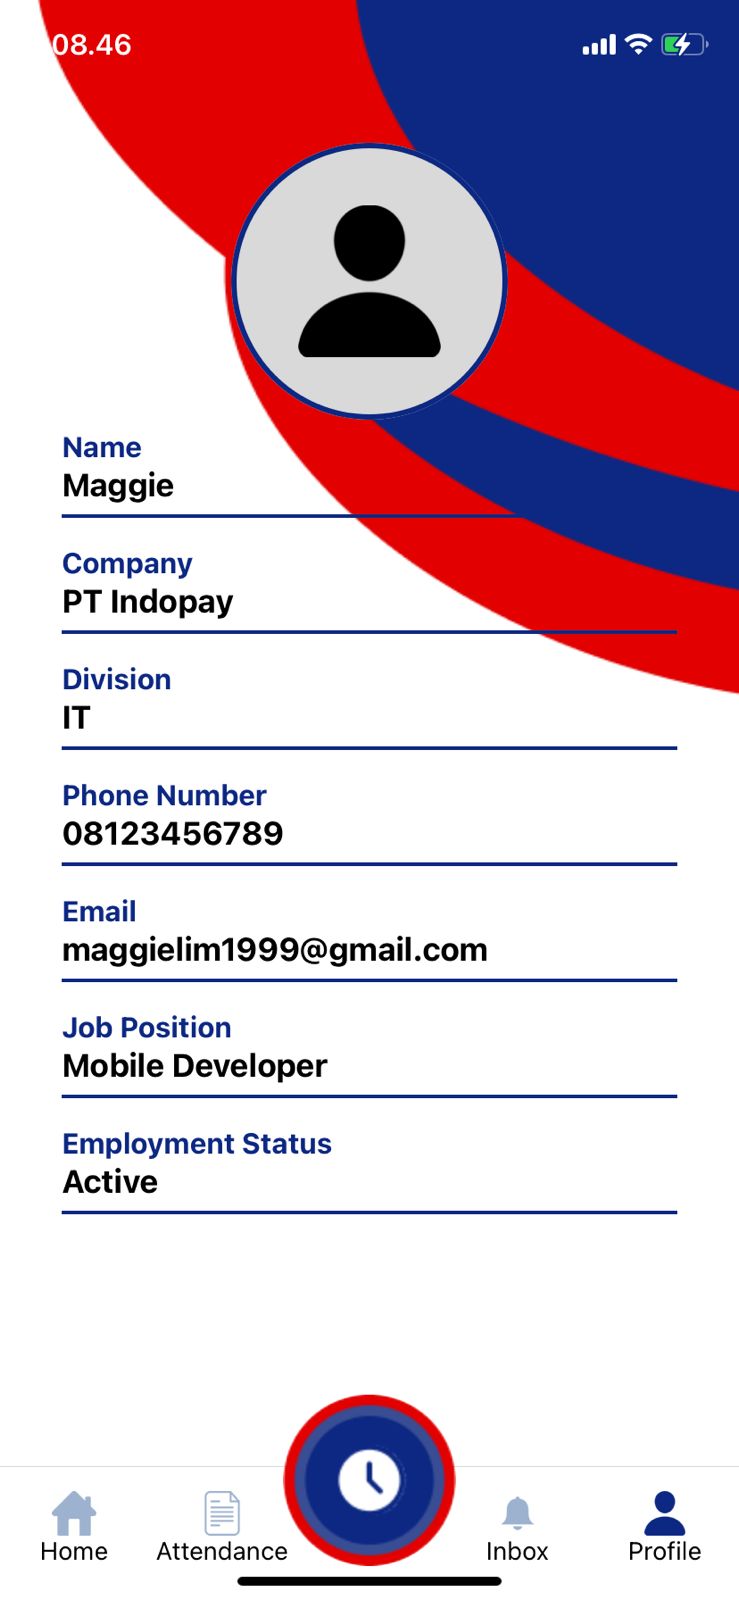 08.46
Name
Maggie
Company
PT Indopay
Division
IT
Phone Number
08123456789
Email
maggielim1999@gmail.com
Job Position
Mobile Developer
Employment Status
Active
Home
Attendance
Inbox
Profile